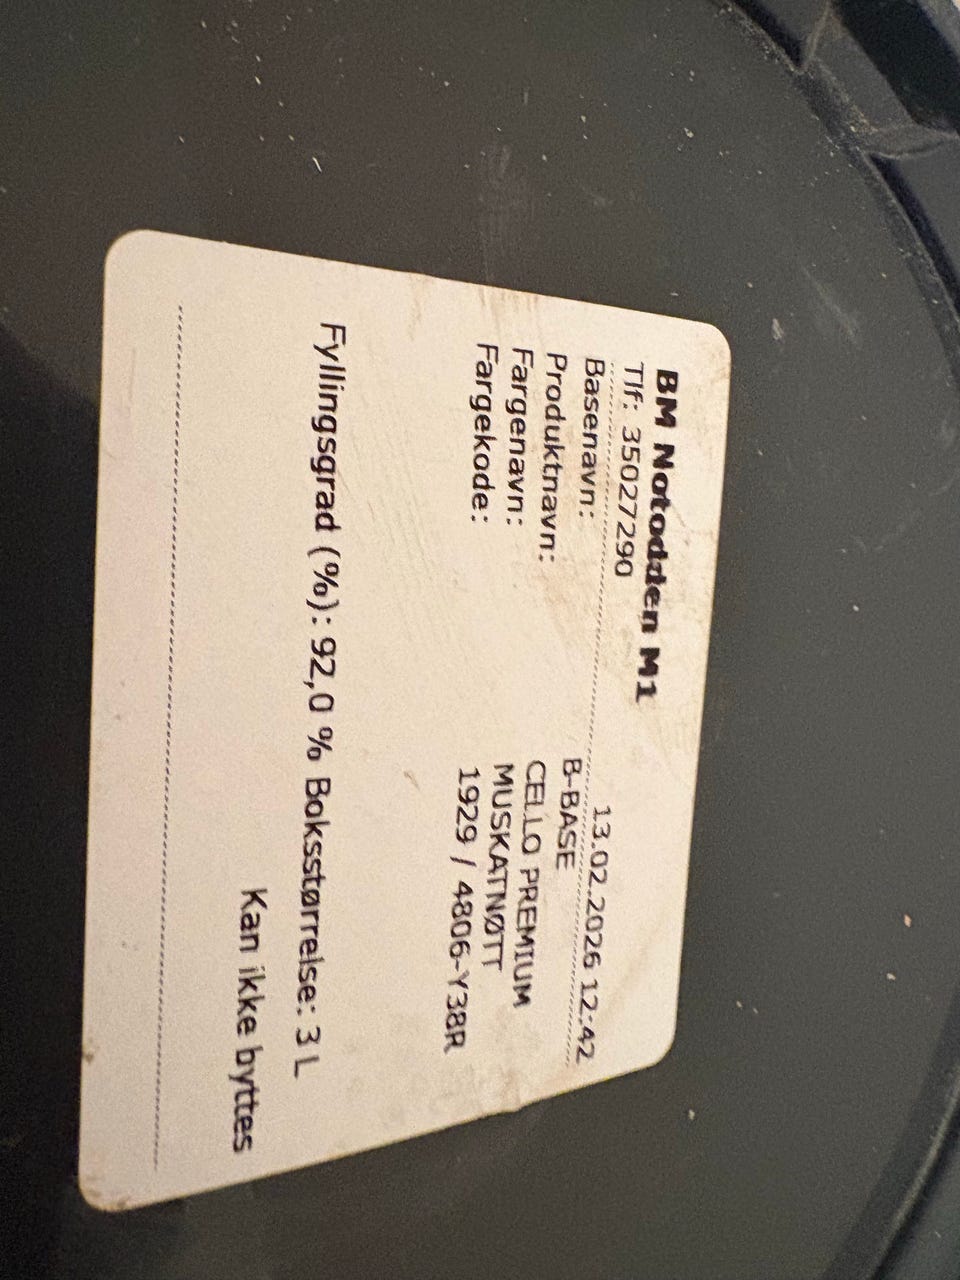 BM Notodden M1
Tlf: 35027290 13.02.2026 12:42
Basenavn: B-BASE
Produktnavn: CELLO PREMIUM
Fargenavn: MUSKATNØTT
Fargekode: 1929 / 4806-Y38R
Fyllingsgrad (%): 92,0 % Boksstørrelse: 3 L
Kan ikke byttes